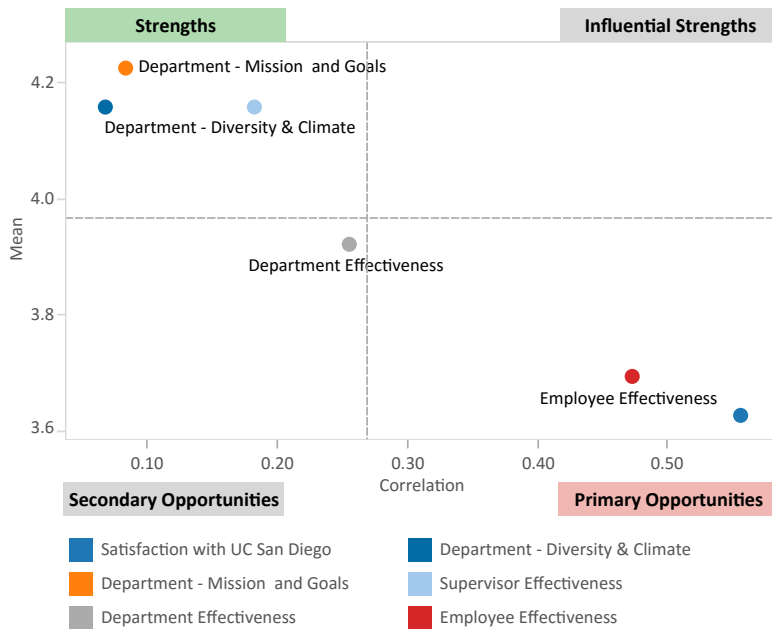 Strengths
Influential Strengths
4.2
Department - Mission and Goals
Department - Diversity & Climate
4.0
Mean
Department Effectiveness
3.8
Employee Effectiveness
3.6
0.10 0.20 0.30 0.40 0.50
Correlation
Secondary Opportunities
Primary Opportunities
Satisfaction with UC San Diego
Department - Diversity & Climate
Department - Mission and Goals
Supervisor Effectiveness
Department Effectiveness
Employee Effectiveness